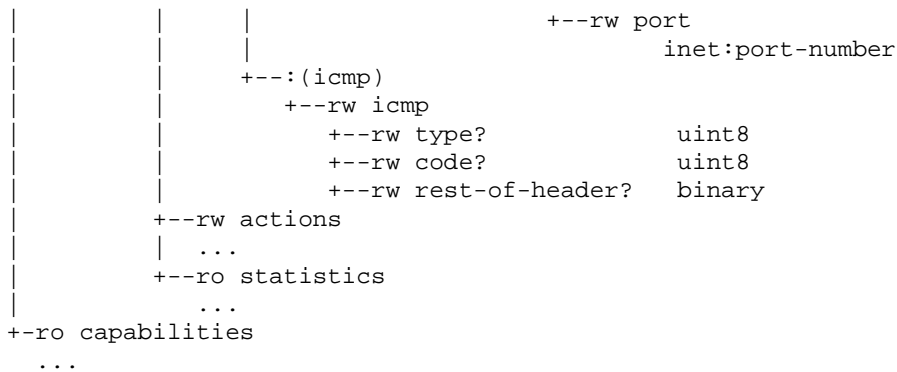 |         |     |                    +--rw port
|         |     |                            inet:port-number
|         |     +--:(icmp)
|         |        +--rw icmp
|         |           +--rw type?             uint8
|         |           +--rw code?             uint8
|         |           +--rw rest-of-header?   binary
|         +--rw actions
|         |  ...
|         +--ro statistics
|            ...
+-ro capabilities
  ...